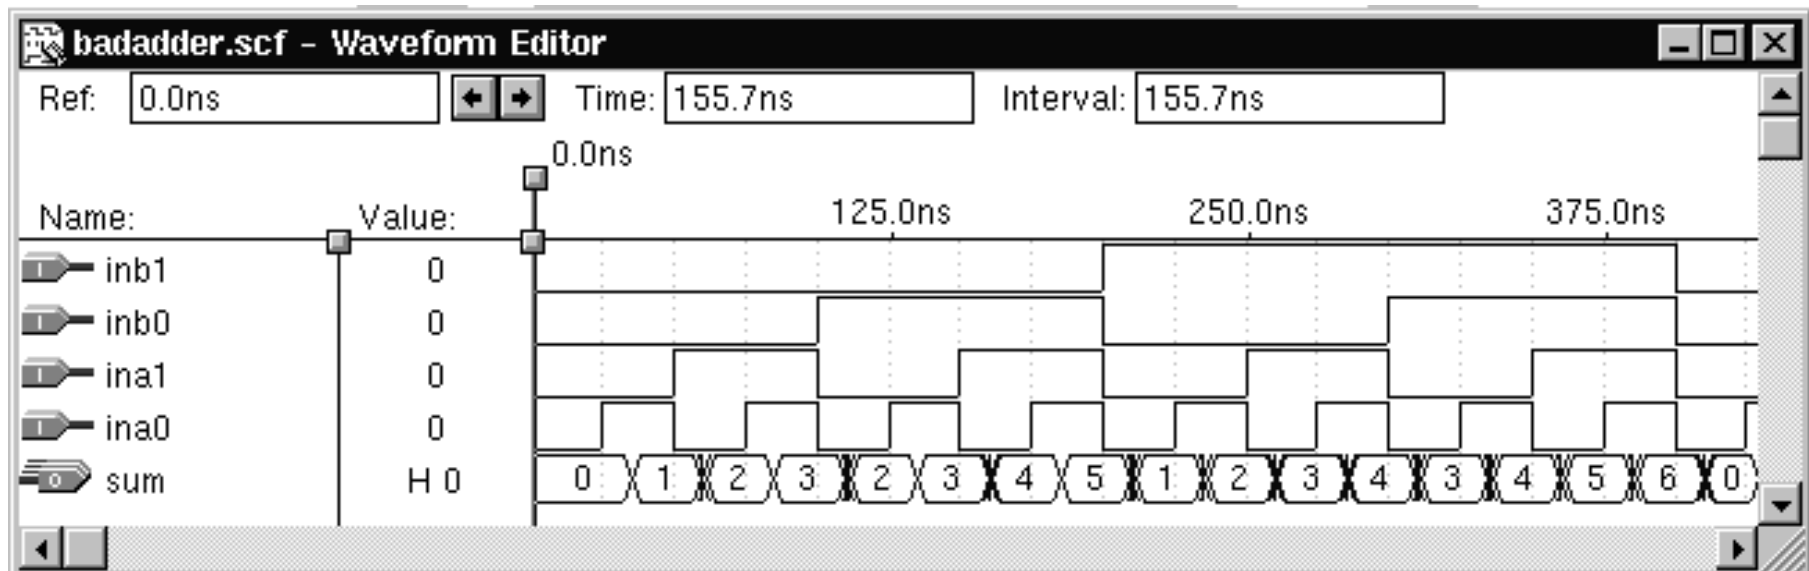 badadder.scf - Waveform Editor
Ref: 0.0ns Time: 155.7ns Interval: 155.7ns
0.0ns
Name: Value: 125.0ns 250.0ns 375.0ns
I inb1 0
I inb0 0
I ina1 0
I ina0 0
O sum H 0 0 1 2 3 2 3 4 5 1 2 3 4 3 4 5 6 0